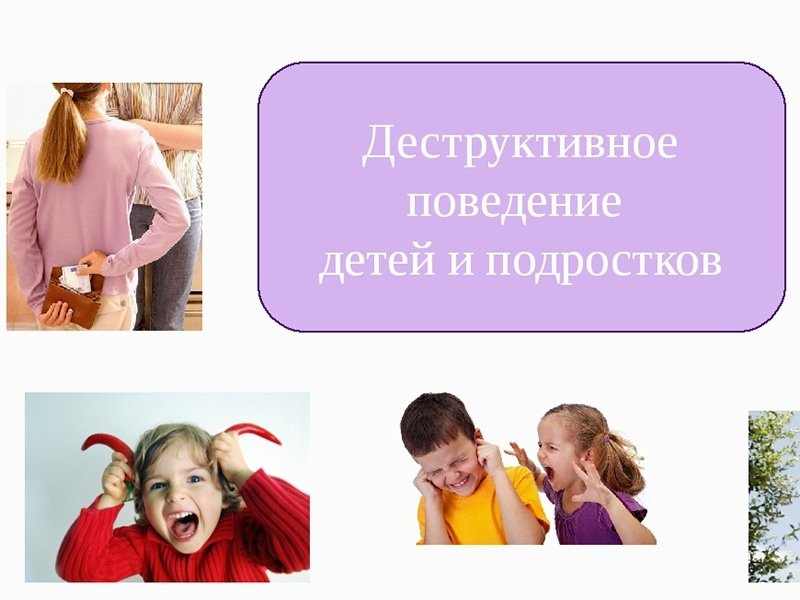 Деструктивное
поведение
детей и подростков